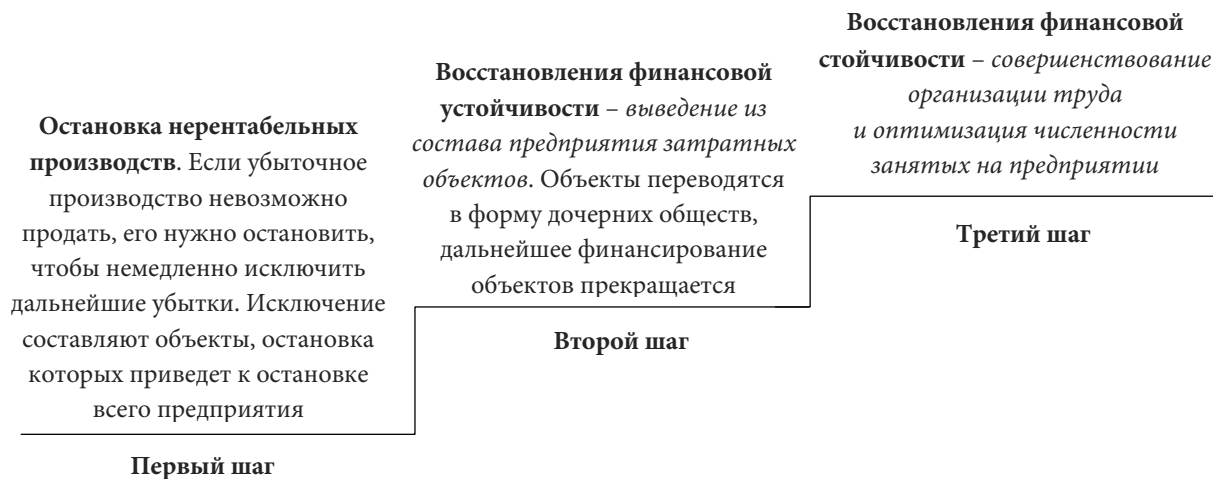 Остановка нерентабельных
производств. Если убыточное
производство невозможно
продать, его нужно остановить,
чтобы немедленно исключить
дальнейшие убытки. Исключение
составляют объекты, остановка
которых приведет к остановке
всего предприятия
Первый шаг
Восстановления финансовой
устойчивости – выведение из
состава предприятия затратных
объектов. Объекты переводятся
в форму дочерних обществ,
дальнейшее финансирование
объектов прекращается
Второй шаг
Восстановления финансовой
стойчивости – совершенствование
организации труда
и оптимизация численности
занятых на предприятии
Третий шаг